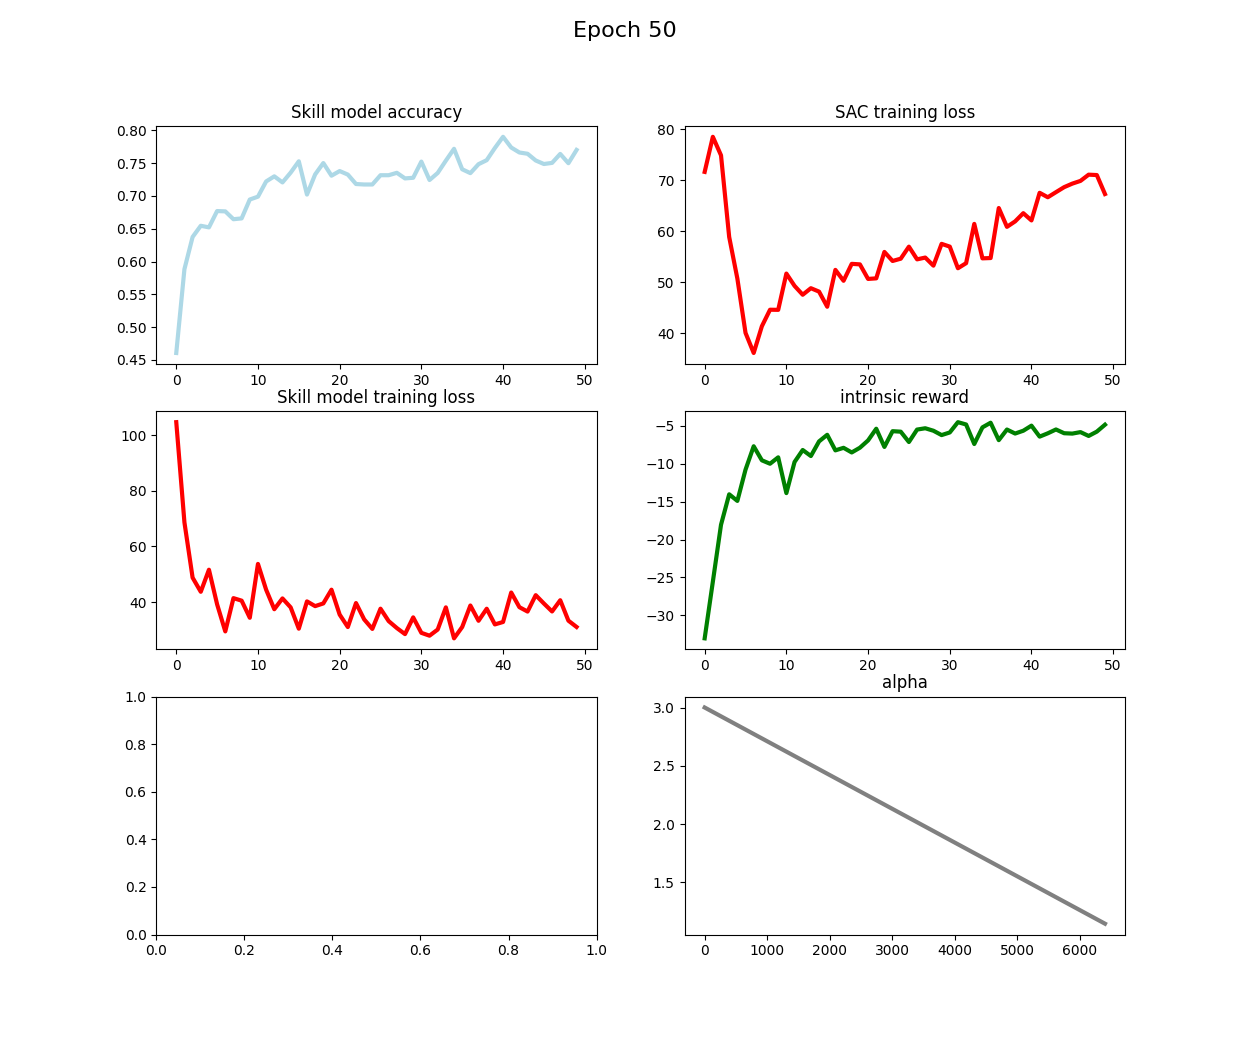 Epoch 50
Skill model accuracy
0.80
0.75
0.70
0.65
0.60
0.55
0.50
0.45
0 10 20 30 40 50
SAC training loss
80
70
60
50
40
0 10 20 30 40 50
Skill model training loss
100
80
60
40
0 10 20 30 40 50
intrinsic reward
−5
−10
−15
−20
−25
−30
0 10 20 30 40 50
1.0
0.8
0.6
0.4
0.2
0.0
0.0 0.2 0.4 0.6 0.8 1.0
alpha
3.0
2.5
2.0
1.5
0 1000 2000 3000 4000 5000 6000